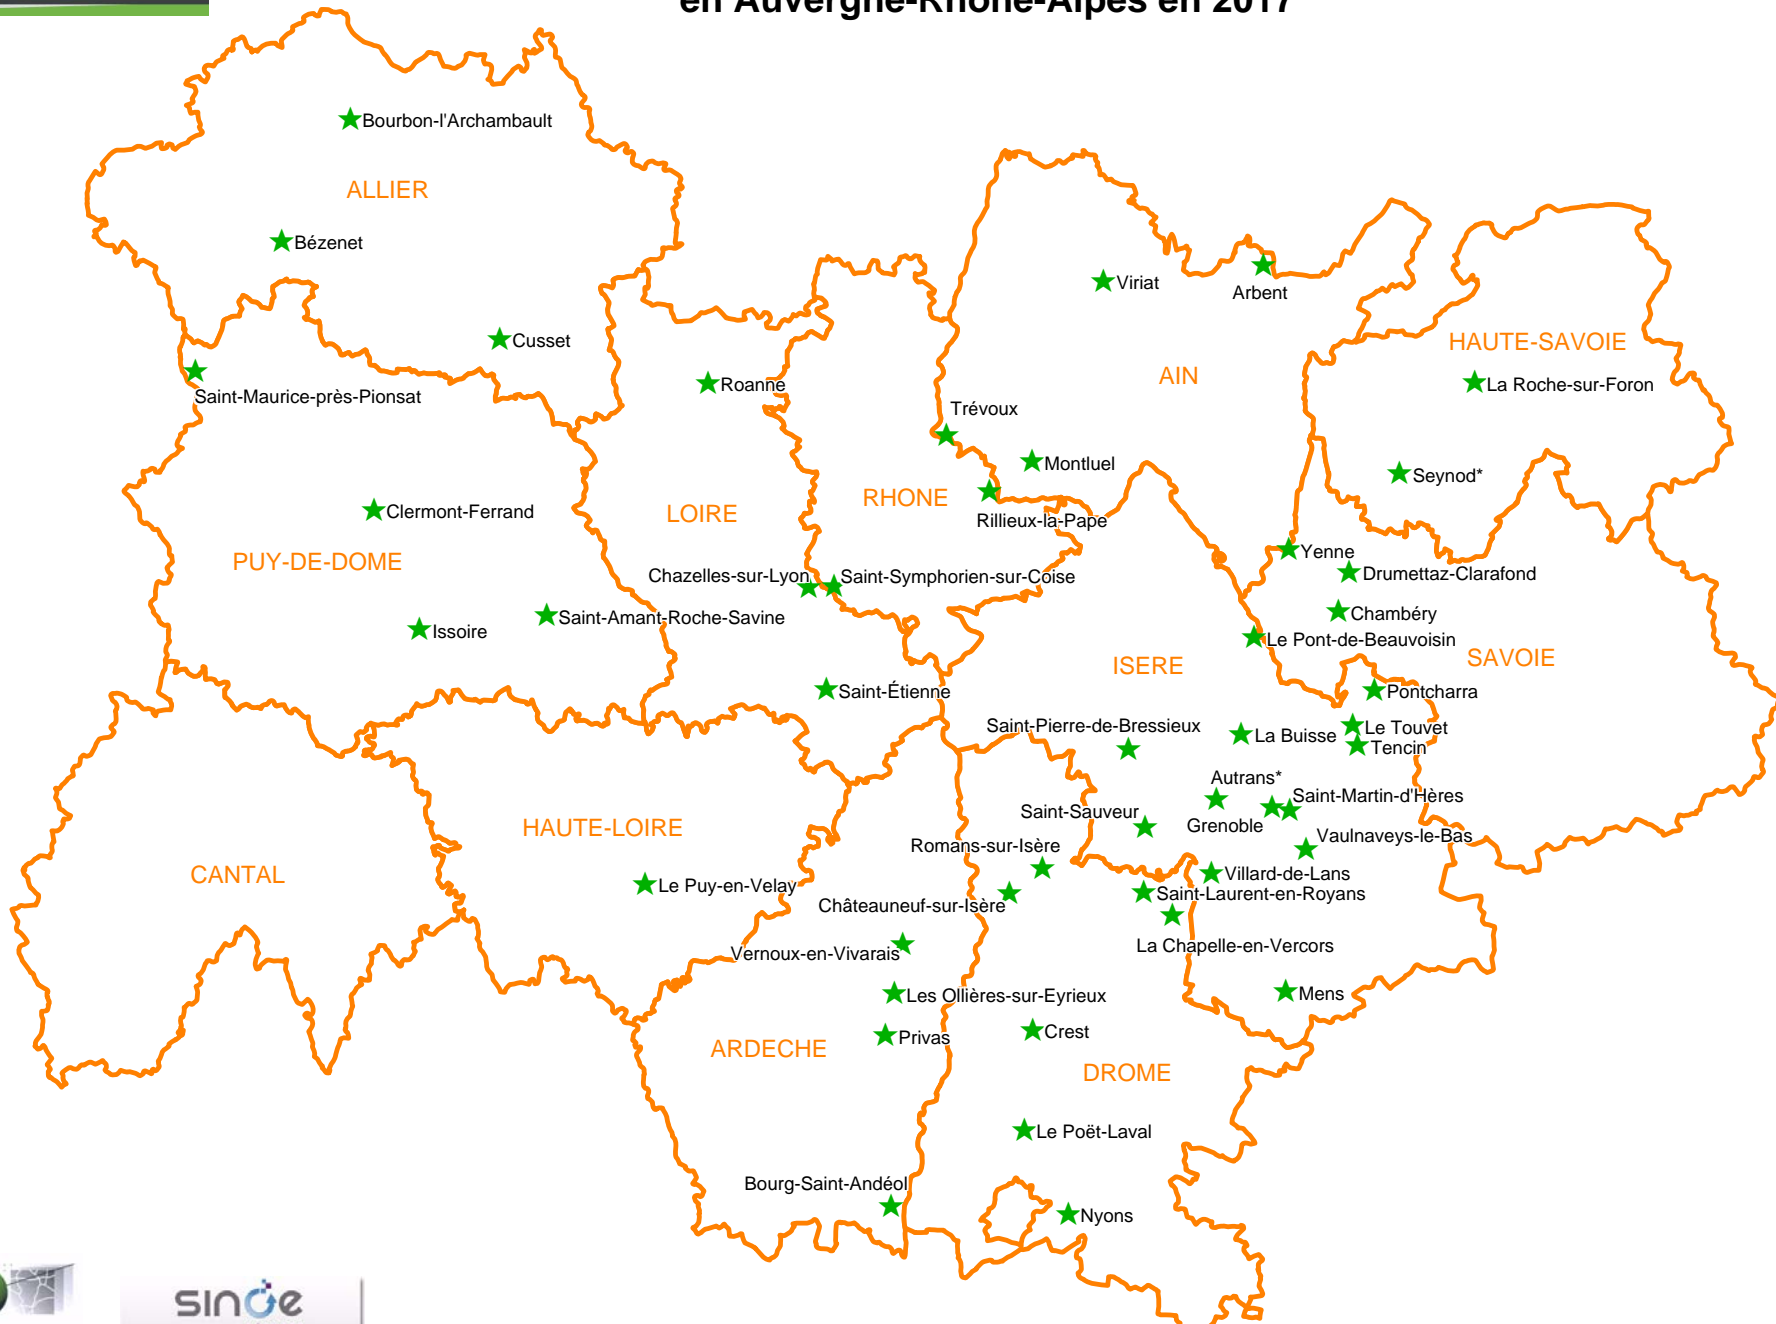 en Auvergne-Rhône-Alpes en 2017
Bourbon-l'Archambault
ALLIER
Bézenet
Viriat
Arbent
Cusset
HAUTE-SAVOIE
Saint-Maurice-près-Pionsat
Roanne
AIN
La Roche-sur-Foron
Trévoux
Montluel
Seynod*
Clermont-Ferrand
LOIRE
RHONE
Rillieux-la-Pape
PUY-DE-DOME
Yenne
Chazelles-sur-Lyon
Saint-Symphorien-sur-Coise
Drumettaz-Clarafond
Saint-Amant-Roche-Savine
Chambéry
Issoire
Le Pont-de-Beauvoisin
ISERE
SAVOIE
Saint-Étienne
Pontcharra
Saint-Pierre-de-Bressieux
La Buisse
Le Touvet
Tencin
Autrans*
Saint-Martin-d'Hères
Saint-Sauveur
Grenoble
HAUTE-LOIRE
Vaulnaveys-le-Bas
Romans-sur-Isère
CANTAL
Le Puy-en-Velay
Villard-de-Lans
Saint-Laurent-en-Royans
Châteauneuf-sur-Isère
La Chapelle-en-Vercors
Vernoux-en-Vivarais
Les Ollières-sur-Eyrieux
Mens
Privas
Crest
ARDECHE
DROME
Le Poët-Laval
Bourg-Saint-Andéol
Nyons
sinoe